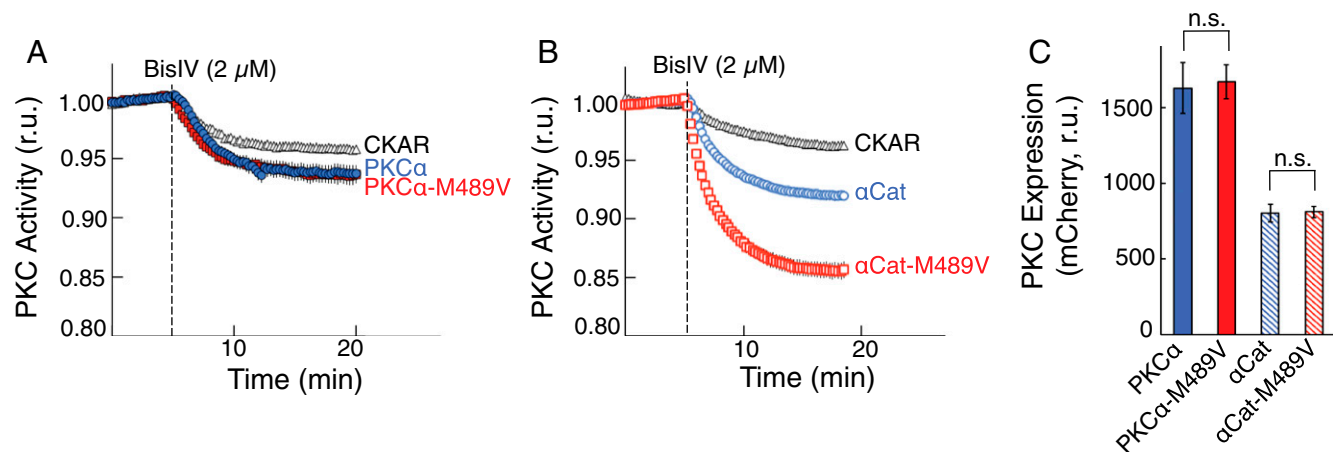 A
BisIV (2 µM)
PKC Activity (r.u.)
1.00
0.95
0.90
0.85
0.80
CKAR
PKCα
PKCα-M489V
10
20
Time (min)
B
BisIV (2 µM)
PKC Activity (r.u.)
1.00
0.95
0.90
0.85
0.80
CKAR
αCat
αCat-M489V
10
20
Time (min)
C
n.s.
n.s.
PKC Expression
(mCherry, r.u.)
1500
1000
500
0
PKCα
PKCα-M489V
αCat
αCat-M489V